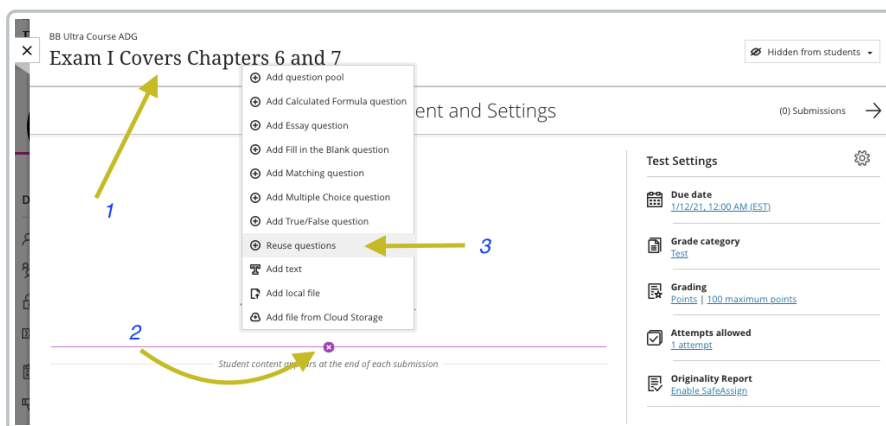 BB Ultra Course ADG
Exam I Covers Chapters 6 and 7
Hidden from students
Add question pool
Add Calculated Formula question
Add Essay question
Add Fill in the Blank question
Add Matching question
Add Multiple Choice question
Add True/False question
Reuse questions
Add text
Add local file
Add file from Cloud Storage
ent and Settings
(0) Submissions
1
2
3
Student content appears at the end of each submission
Test Settings
Due date
1/12/21, 12:00 AM (EST)
Grade category
Test
Grading
Points | 100 maximum points
Attempts allowed
1 attempt
Originality Report
Enable SafeAssign